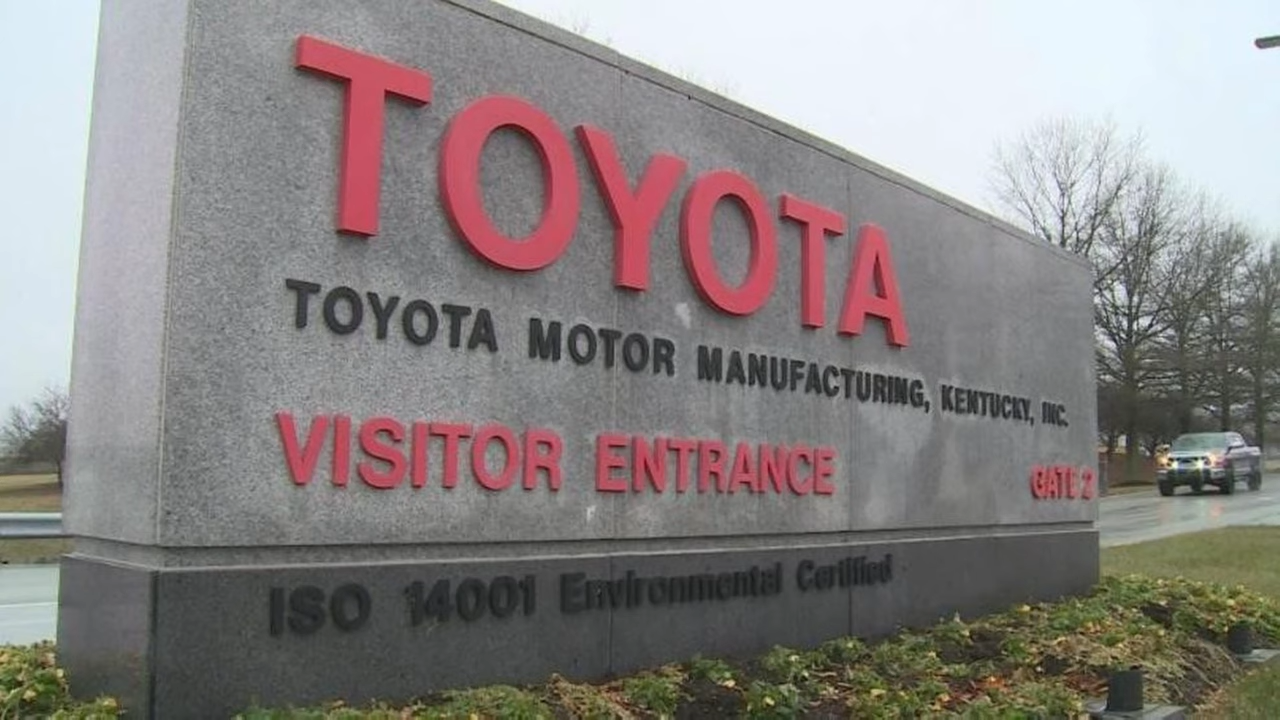 TOYOTA
TOYOTA MOTOR MANUFACTURING, KENTUCKY, INC.
VISITOR ENTRANCE
GATE 2
ISO 14001 Environmental Certified